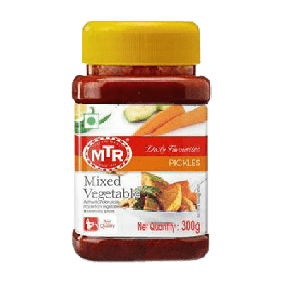 MTR
Daily Favourites
PICKLES
Mixed
Vegetable
Net Quantity : 300g